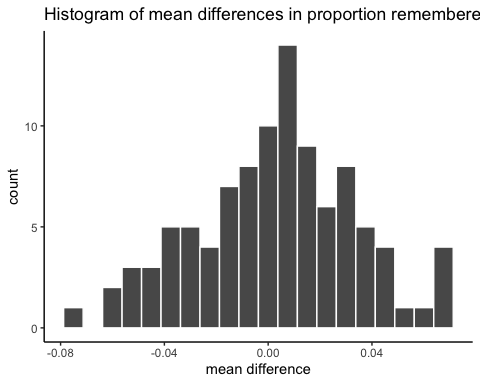 Histogram of mean differences in proportion remembere
count
10
5
0
-0.08
-0.04
0.00
0.04
mean difference